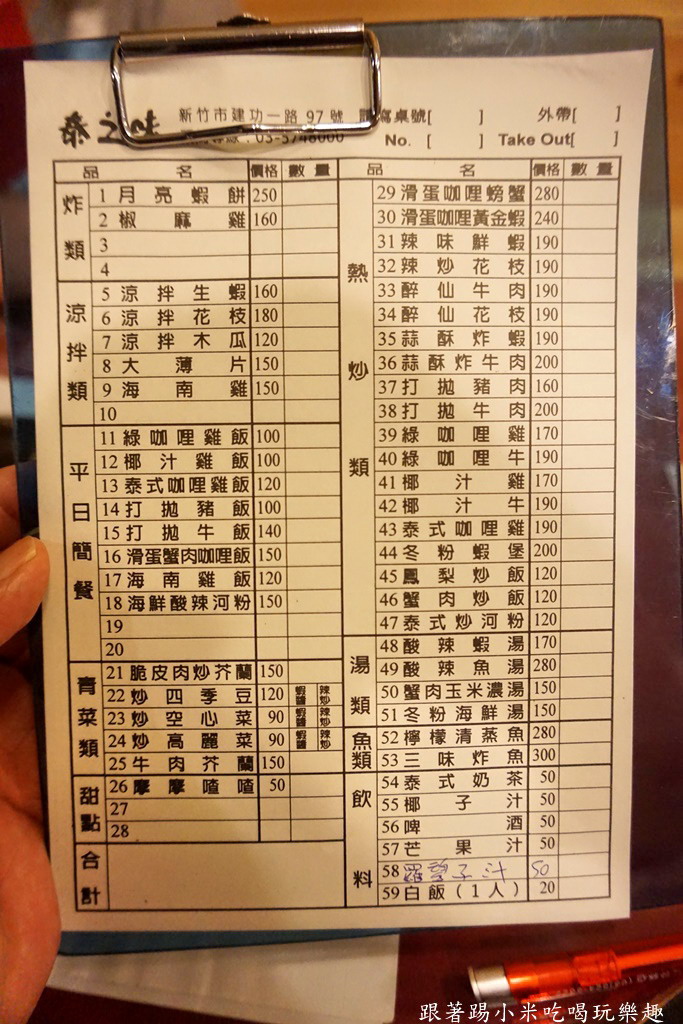 泰之味
新竹市建功一路 97 號 請寫桌號[ ] 外帶[ ]
03-5748000 No. [ ] Take Out[ ]
品名 價格 數量
炸類
1 月亮蝦餅 250
2 椒麻雞 160
3
4
涼拌類
5 涼拌生蝦 160
6 涼拌花枝 180
7 涼拌木瓜 120
8 大薄片 150
9 海南雞 150
10
平日簡餐
11 綠咖哩雞飯 100
12 椰汁雞飯 100
13 泰式咖哩雞飯 120
14 打拋豬飯 100
15 打拋牛飯 140
16 滑蛋蟹肉咖哩飯 150
17 海南雞飯 120
18 海鮮酸辣河粉 150
19
20
青菜類
21 脆皮肉炒芥蘭 150
22 炒四季豆 120 蝦醬 辣炒
23 炒空心菜 90 蝦醬 辣炒
24 炒高麗菜 90 蝦醬 辣炒
25 牛肉芥蘭 150
甜點
26 摩摩喳喳 50
27
28
合計
品名 價格 數量
熱炒類
29 滑蛋咖哩螃蟹 280
30 滑蛋咖哩黃金蝦 240
31 辣味鮮蝦 190
32 辣炒花枝 190
33 醉仙牛肉 190
34 醉仙花枝 190
35 蒜酥炸蝦 190
36 蒜酥炸牛肉 200
37 打拋豬肉 160
38 打拋牛肉 200
39 綠咖哩雞 170
40 綠咖哩牛 190
41 椰汁雞 170
42 椰汁牛 190
43 泰式咖哩雞 190
44 冬粉蝦堡 200
45 鳳梨炒飯 120
46 蟹肉炒飯 120
47 泰式炒河粉 120
湯類
48 酸辣蝦湯 170
49 酸辣魚湯 280
50 蟹肉玉米濃湯 150
51 冬粉海鮮湯 150
魚類
52 檸檬清蒸魚 280
53 三味炸魚 300
飲料
54 泰式奶茶 50
55 椰子汁 50
56 啤酒 50
57 芒果汁 50
58 羅望子汁 50
59 白飯(1人) 20
跟著踢小米吃喝玩樂趣